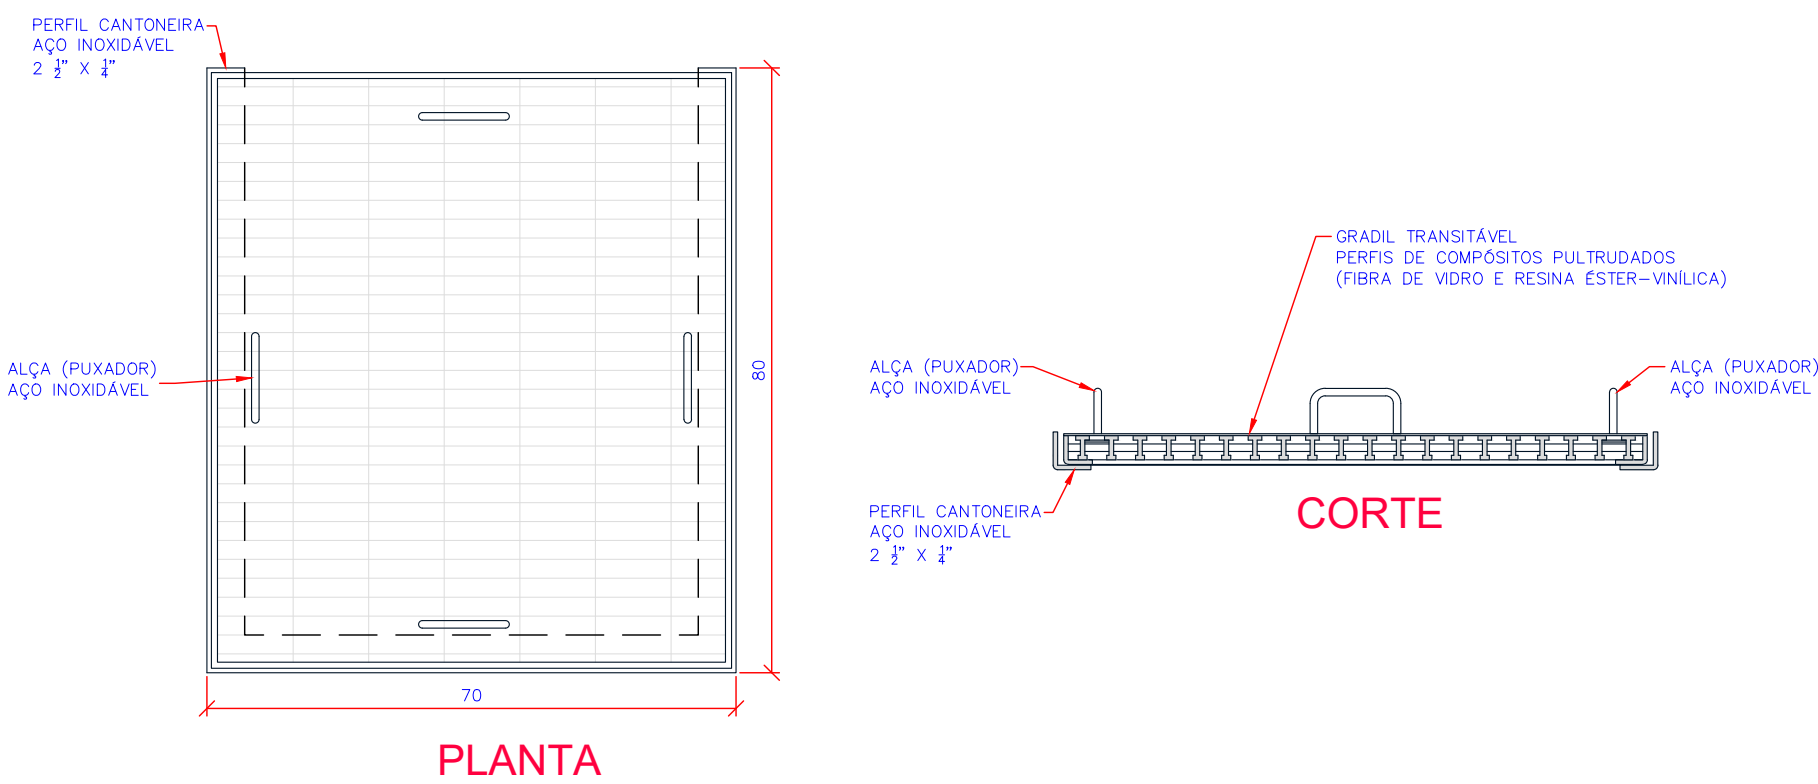 PERFIL CANTONEIRA
AÇO INOXIDÁVEL
2 ½" X ¼"
ALÇA (PUXADOR)
AÇO INOXIDÁVEL
80
70
PLANTA
GRADIL TRANSITÁVEL
PERFIS DE COMPÓSITOS PULTRUDADOS
(FIBRA DE VIDRO E RESINA ÉSTER-VINÍLICA)
ALÇA (PUXADOR)
AÇO INOXIDÁVEL
ALÇA (PUXADOR)
AÇO INOXIDÁVEL
PERFIL CANTONEIRA
AÇO INOXIDÁVEL
2 ½" X ¼"
CORTE